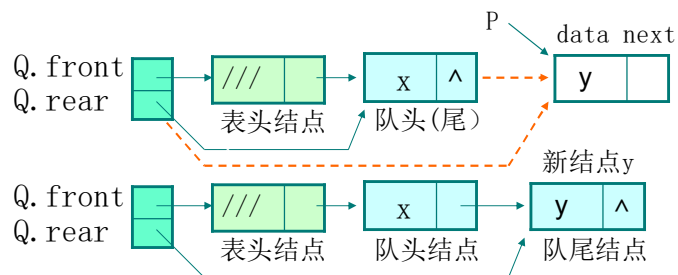 P
data next
Q.front
/// x ^ y
Q.rear
表头结点 队头(尾）
新结点y
Q.front
/// x y ^
Q.rear
表头结点 队头结点 队尾结点